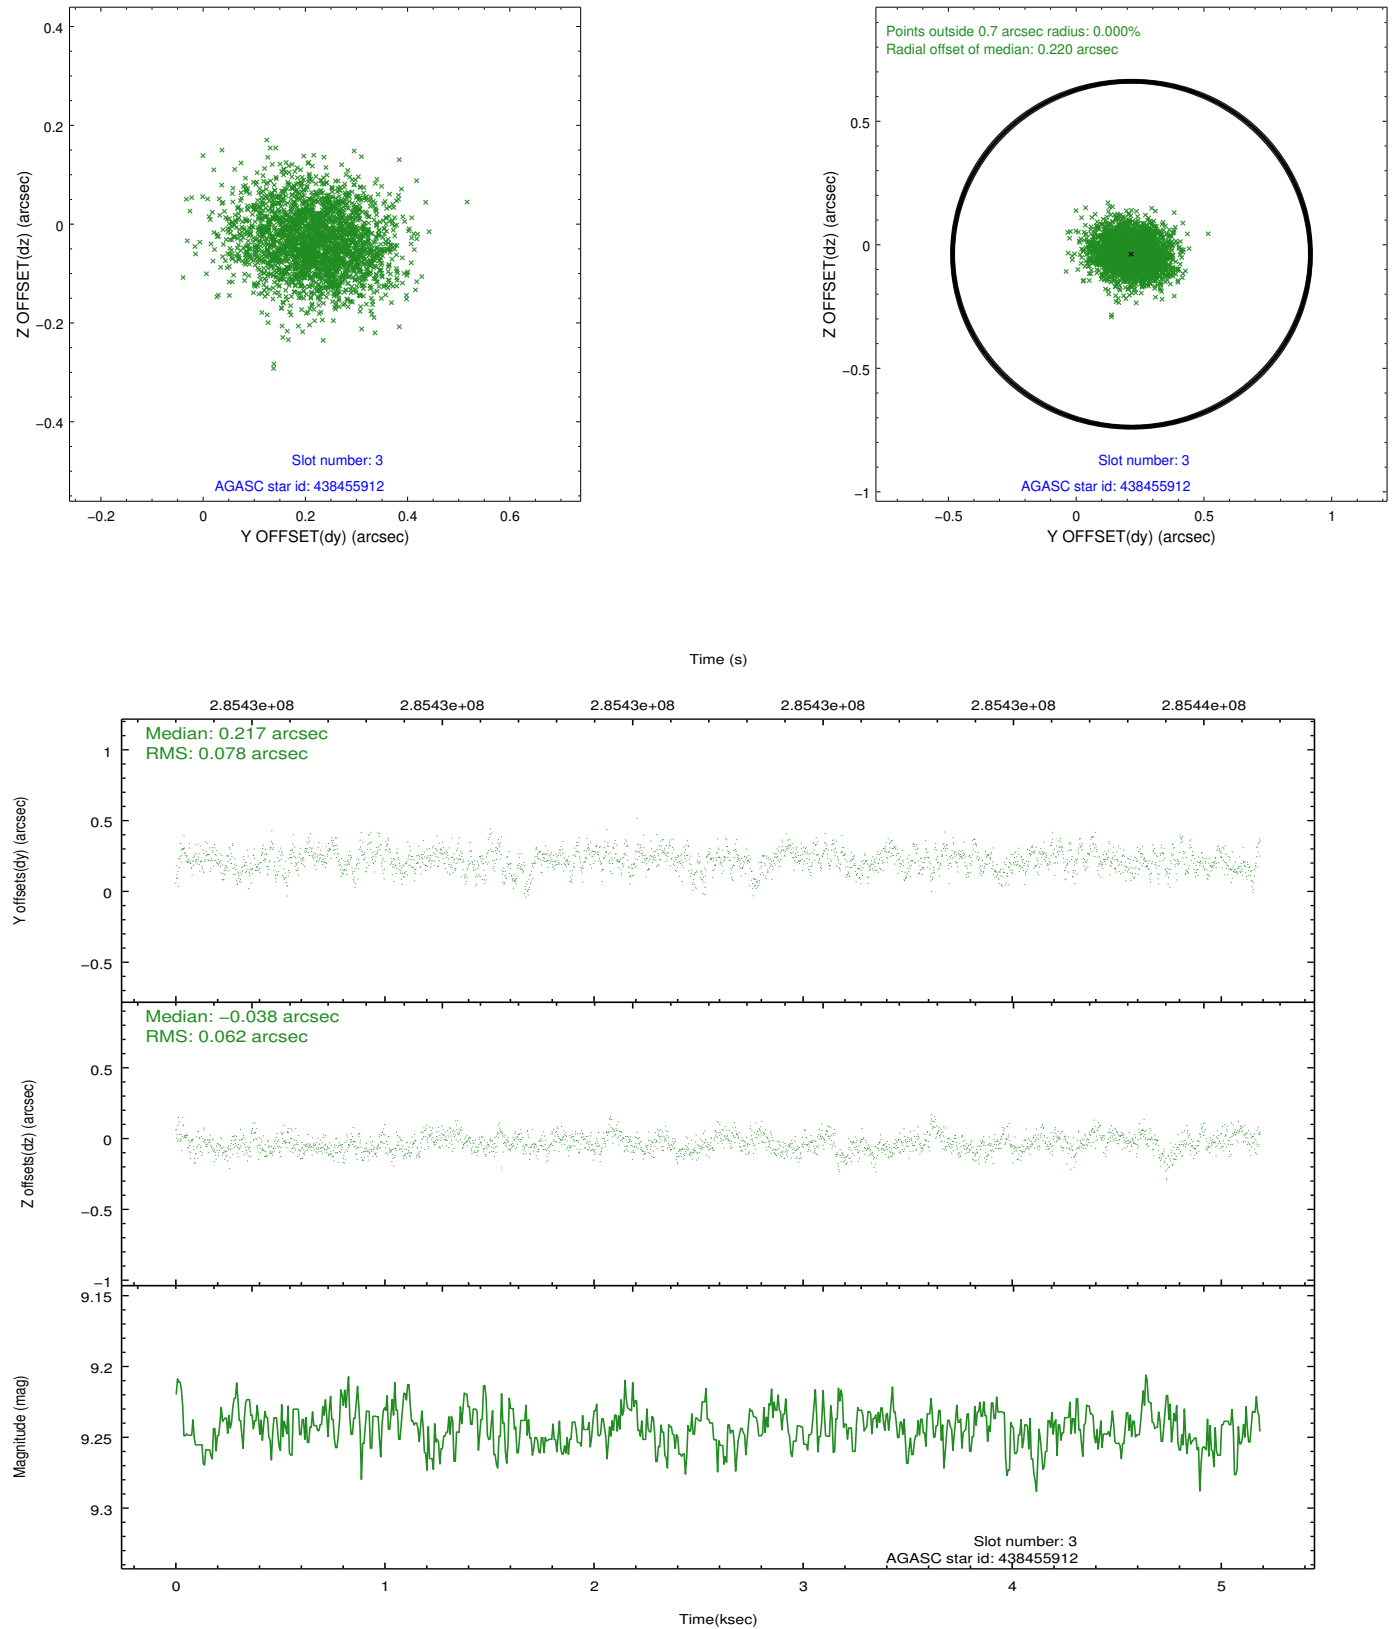 0.4
0.2
0
−0.2
−0.4
Z OFFSET(dz) (arcsec)
Slot number: 3
AGASC star id: 438455912
−0.2 0 0.2 0.4 0.6
Y OFFSET(dy) (arcsec)
Points outside 0.7 arcsec radius: 0.000%
Radial offset of median: 0.220 arcsec
0.5
0
−0.5
−1
Z OFFSET(dz) (arcsec)
Slot number: 3
AGASC star id: 438455912
−0.5 0 0.5 1
Y OFFSET(dy) (arcsec)
Time (s)
2.8543e+08 2.8543e+08 2.8543e+08 2.8543e+08 2.8543e+08 2.8544e+08
Median: 0.217 arcsec
RMS: 0.078 arcsec
1
0.5
0
−0.5
Y offsets(dy) (arcsec)
Median: −0.038 arcsec
RMS: 0.062 arcsec
0.5
0
−0.5
−1
Z offsets(dz) (arcsec)
9.15
9.2
9.25
9.3
Magnitude (mag)
Slot number: 3
AGASC star id: 438455912
0 1 2 3 4 5
Time(ksec)